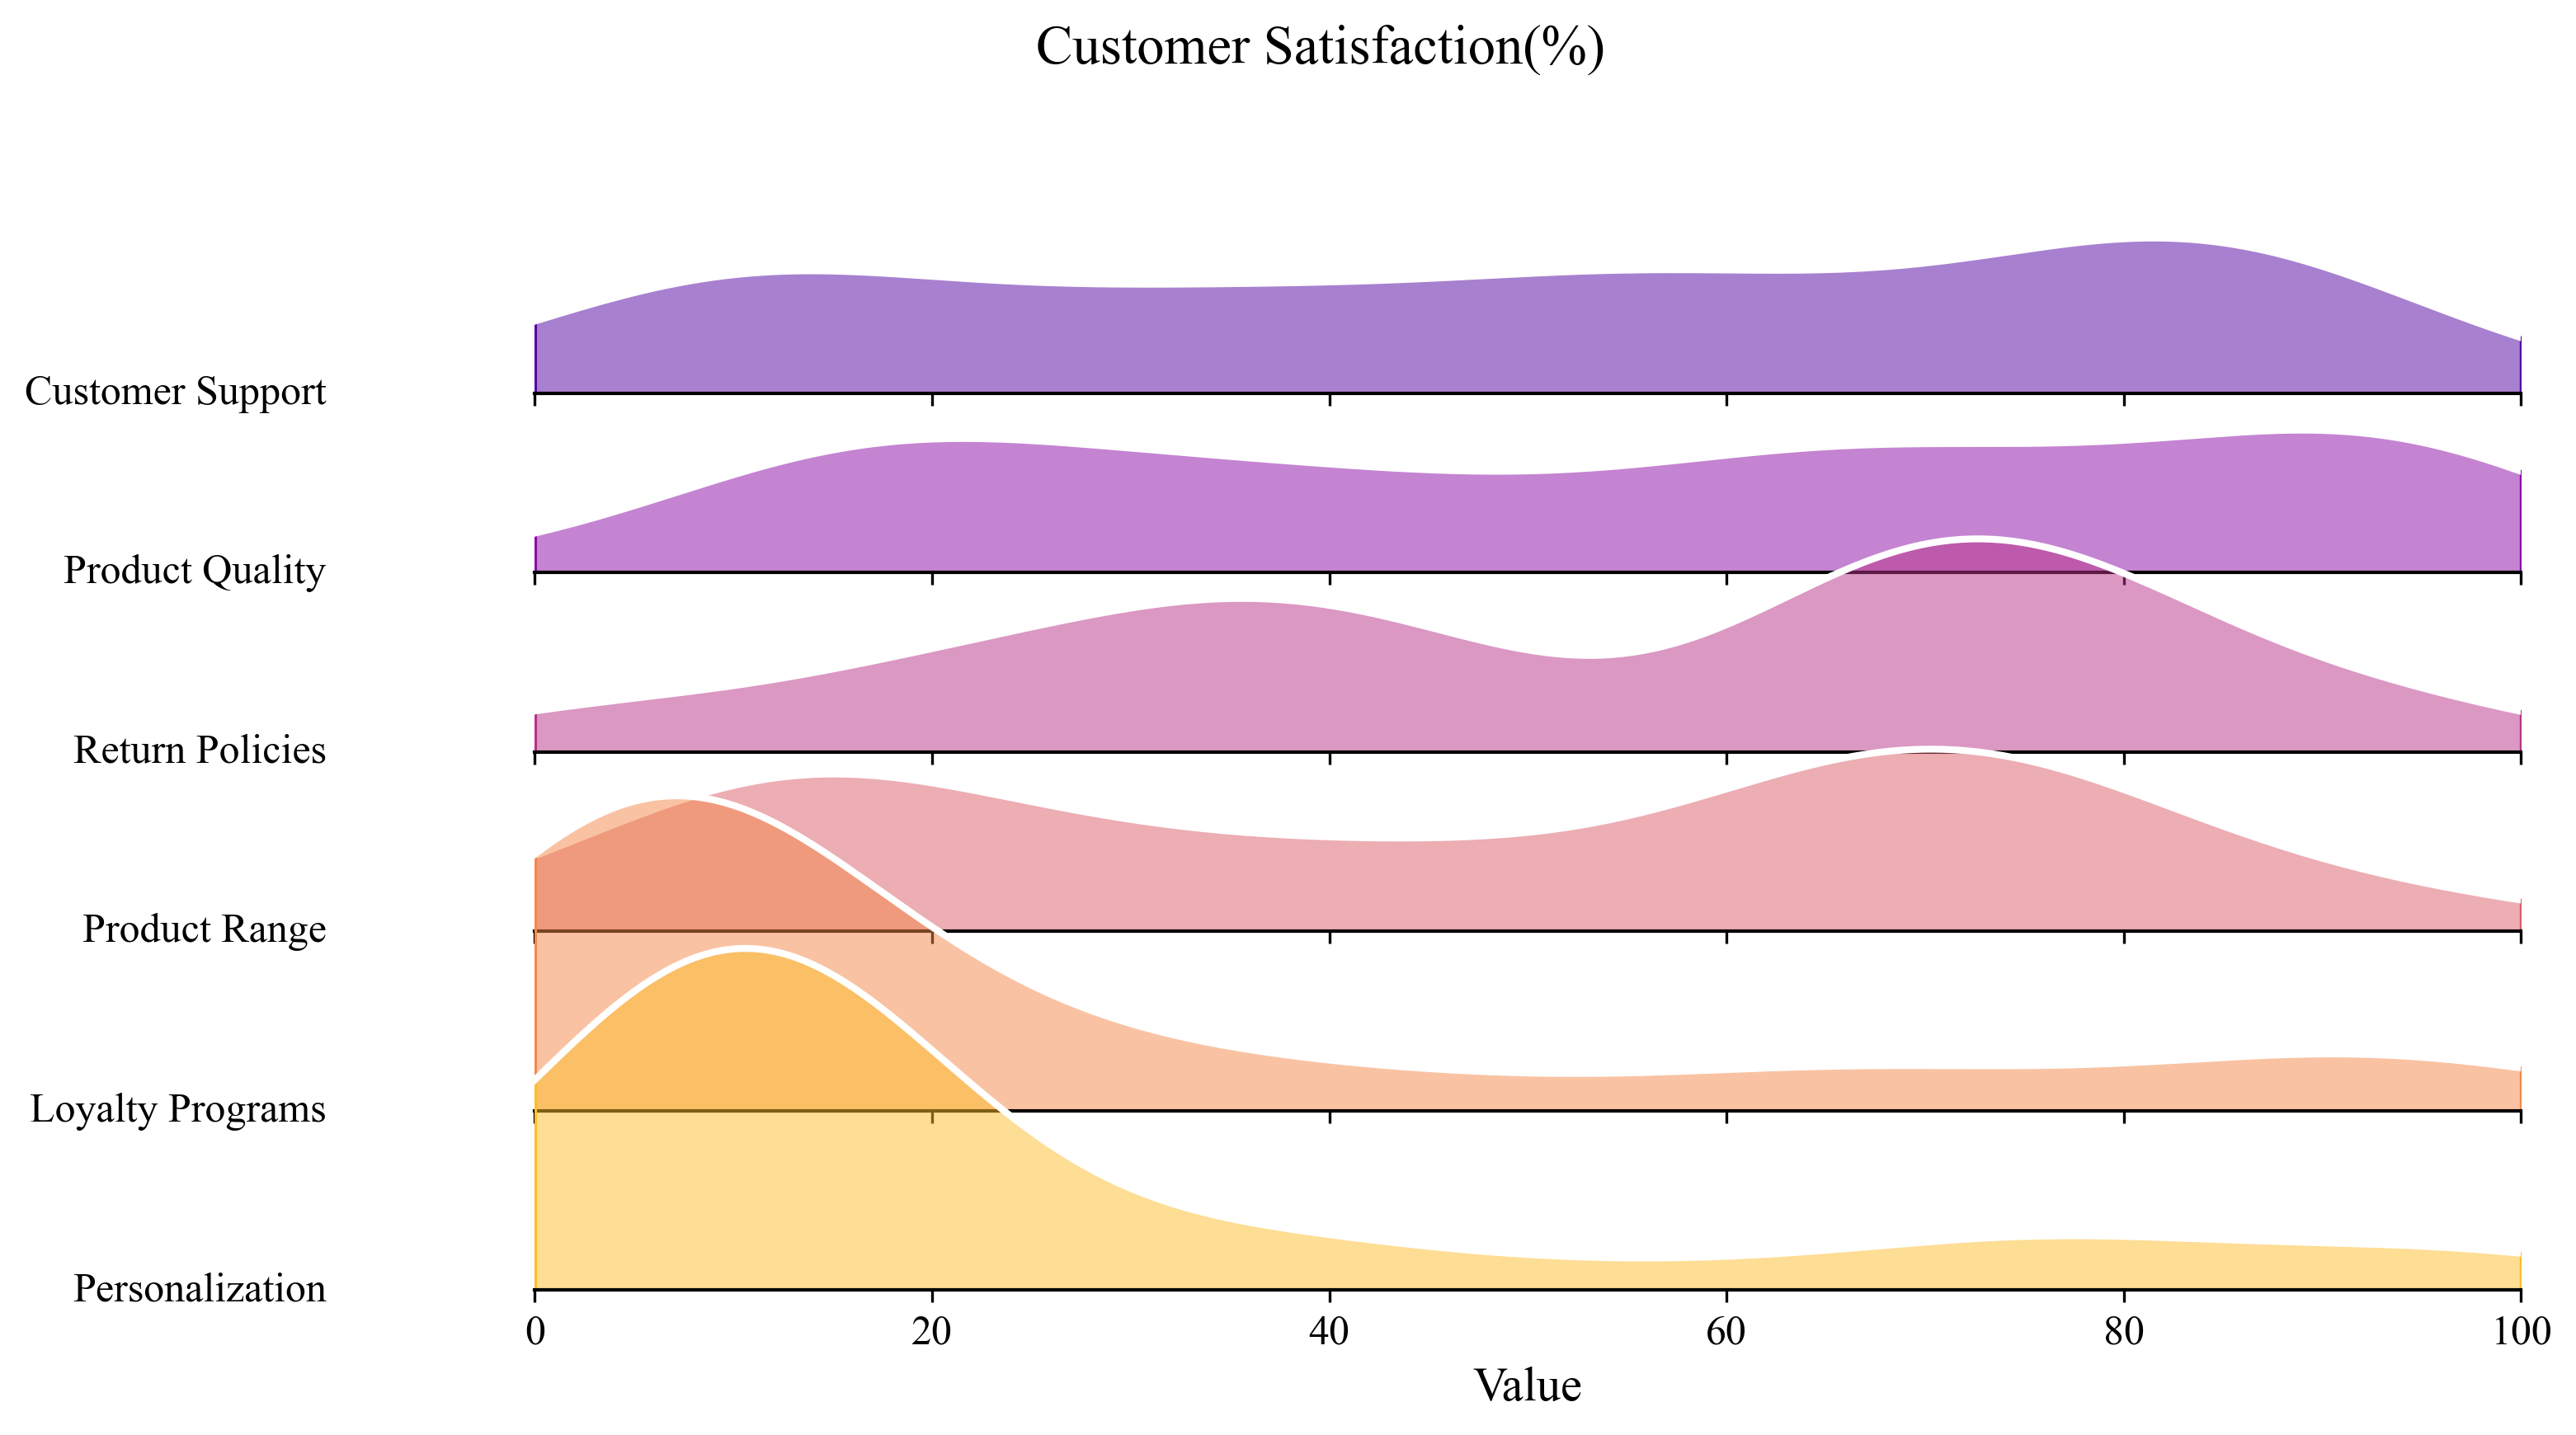 Customer Satisfaction(%)
Customer Support
Product Quality
Return Policies
Product Range
Loyalty Programs
Personalization
0 20 40 60 80 100
Value